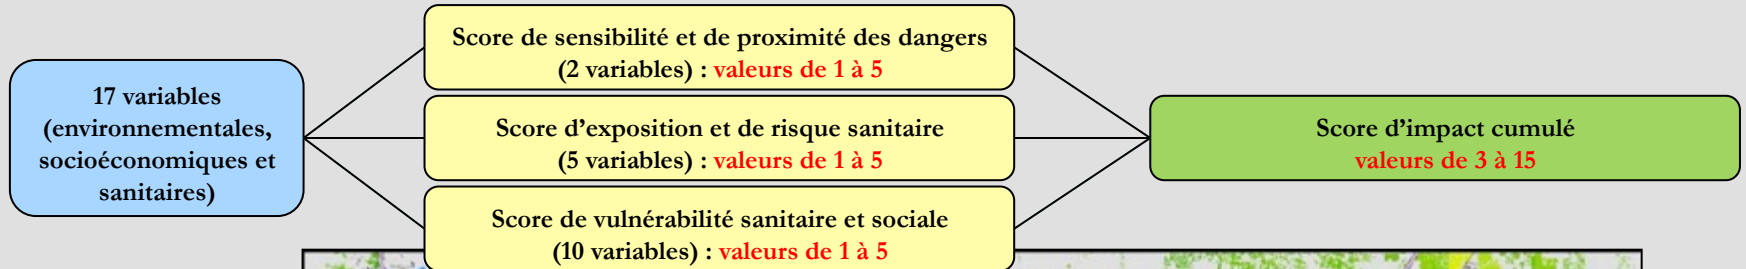 17 variables
(environnementales,
socioéconomiques et
sanitaires)
Score de sensibilité et de proximité des dangers
(2 variables) : valeurs de 1 à 5
Score d'exposition et de risque sanitaire
(5 variables) : valeurs de 1 à 5
Score de vulnérabilité sanitaire et sociale
(10 variables) : valeurs de 1 à 5
Score d'impact cumulé
valeurs de 3 à 15